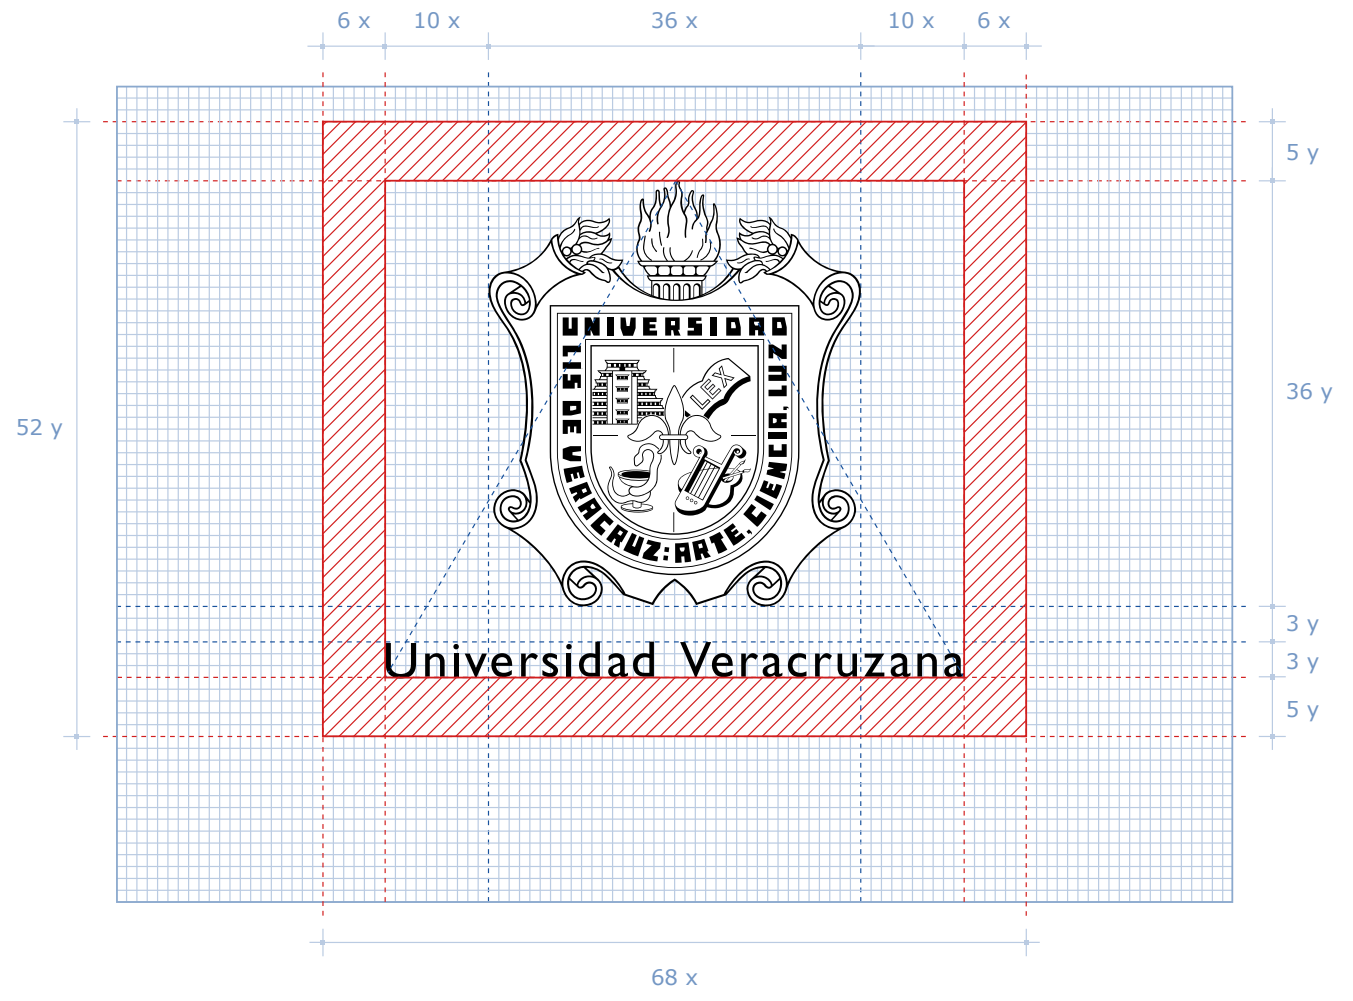 6 x 10 x 36 x 10 x 6 x
5 y
36 y
52 y
3 y
3 y
5 y
68 x
UNIVERSIDAD
LIS DE VERACRUZ: ARTE, CIENCIA, LUZ
LEX
Universidad Veracruzana